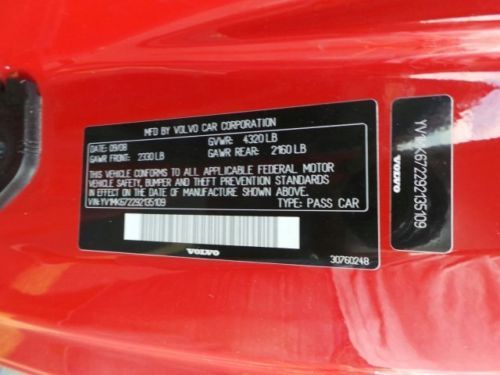 MFD BY VOLVO CAR CORPORATION
DATE: 09/08 GVWR: 4320 LB
GAWR FRONT: 2330 LB GAWR REAR: 2160 LB
THIS VEHICLE CONFORMS TO ALL APPLICABLE FEDERAL MOTOR
VEHICLE SAFETY, BUMPER AND THEFT PREVENTION STANDARDS
IN EFFECT ON THE DATE OF MANUFACTURE SHOWN ABOVE.
VIN: YV1MK672292135109 TYPE: PASS CAR
VOLVO 30760248
YV1MK672292135109
VOLVO